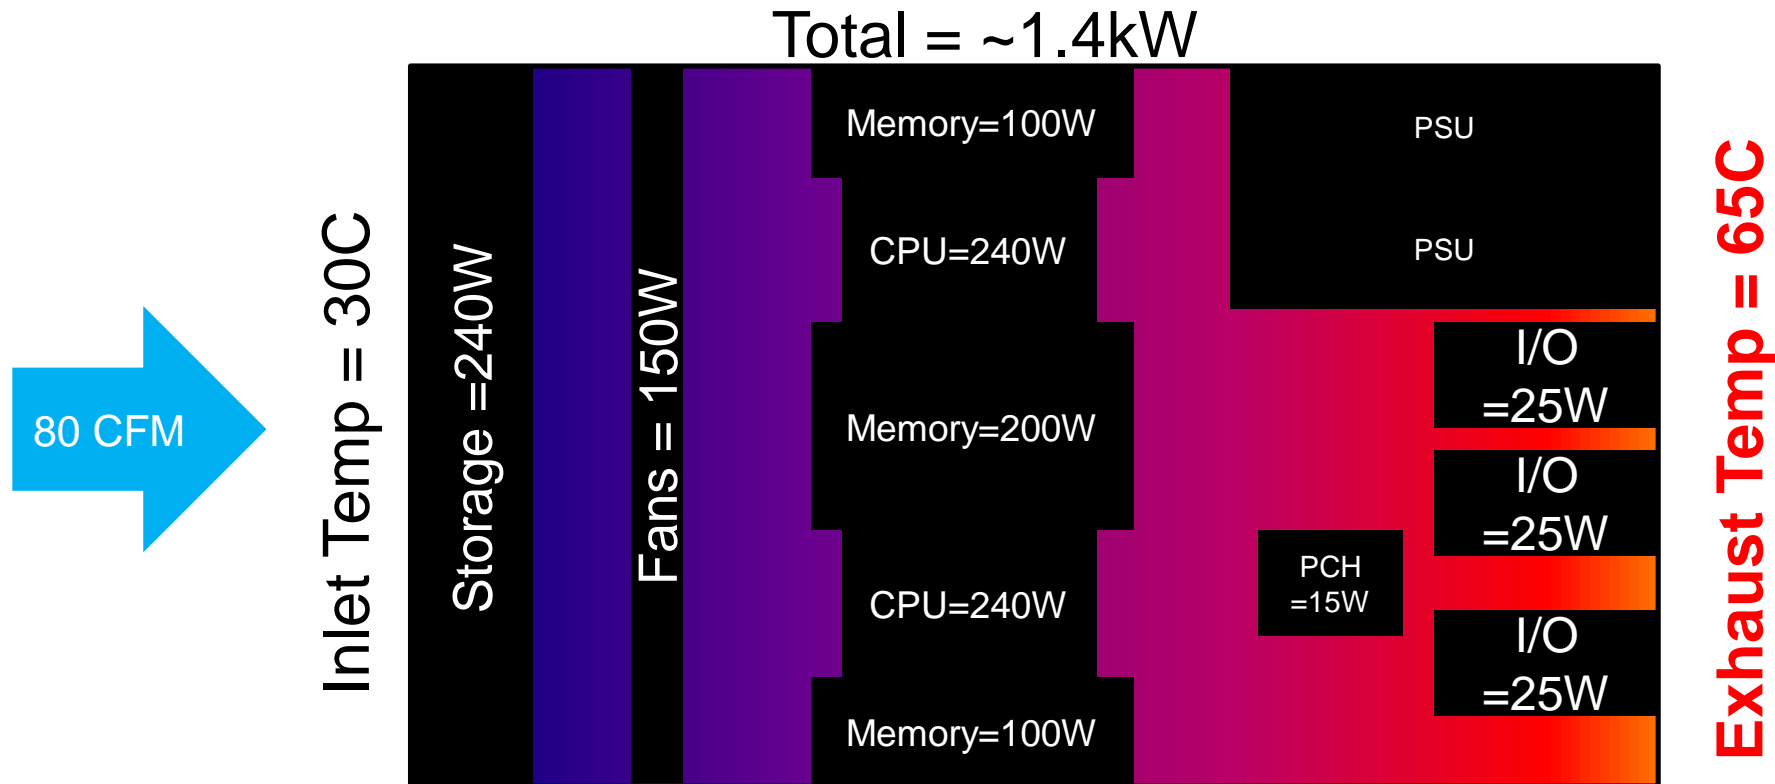 Total = ~1.4kW
80 CFM
Inlet Temp = 30C
Storage =240W
Fans = 150W
Memory=100W
CPU=240W
Memory=200W
CPU=240W
Memory=100W
PSU
PSU
I/O
=25W
I/O
=25W
PCH
=15W
I/O
=25W
Exhaust Temp = 65C